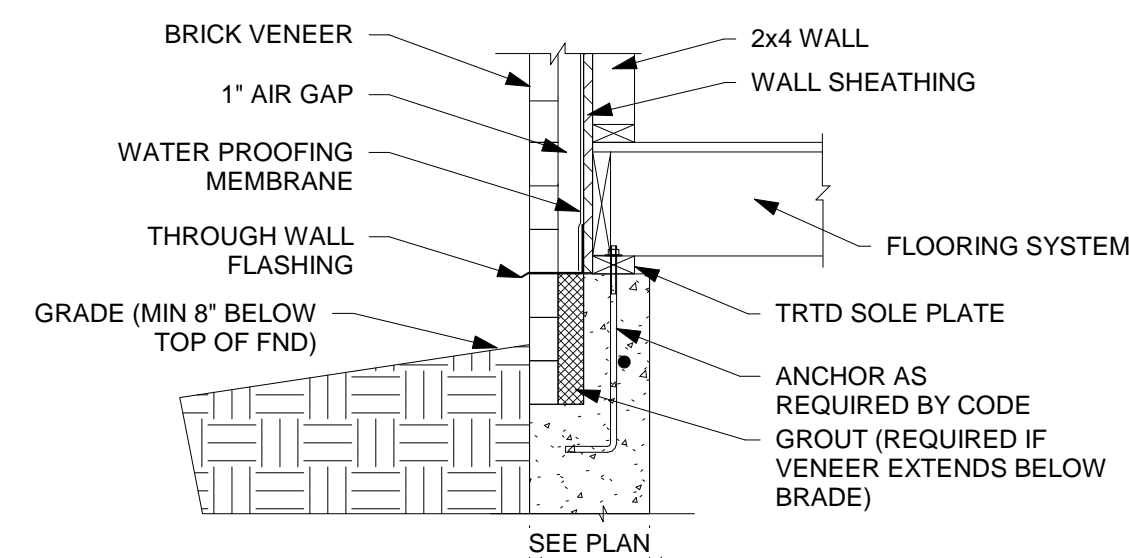 BRICK VENEER
1" AIR GAP
WATER PROOFING
MEMBRANE
THROUGH WALL
FLASHING
GRADE (MIN 8" BELOW
TOP OF FND)
2x4 WALL
WALL SHEATHING
FLOORING SYSTEM
TRTD SOLE PLATE
ANCHOR AS
REQUIRED BY CODE
GROUT (REQUIRED IF
VENEER EXTENDS BELOW
BRADE)
SEE PLAN